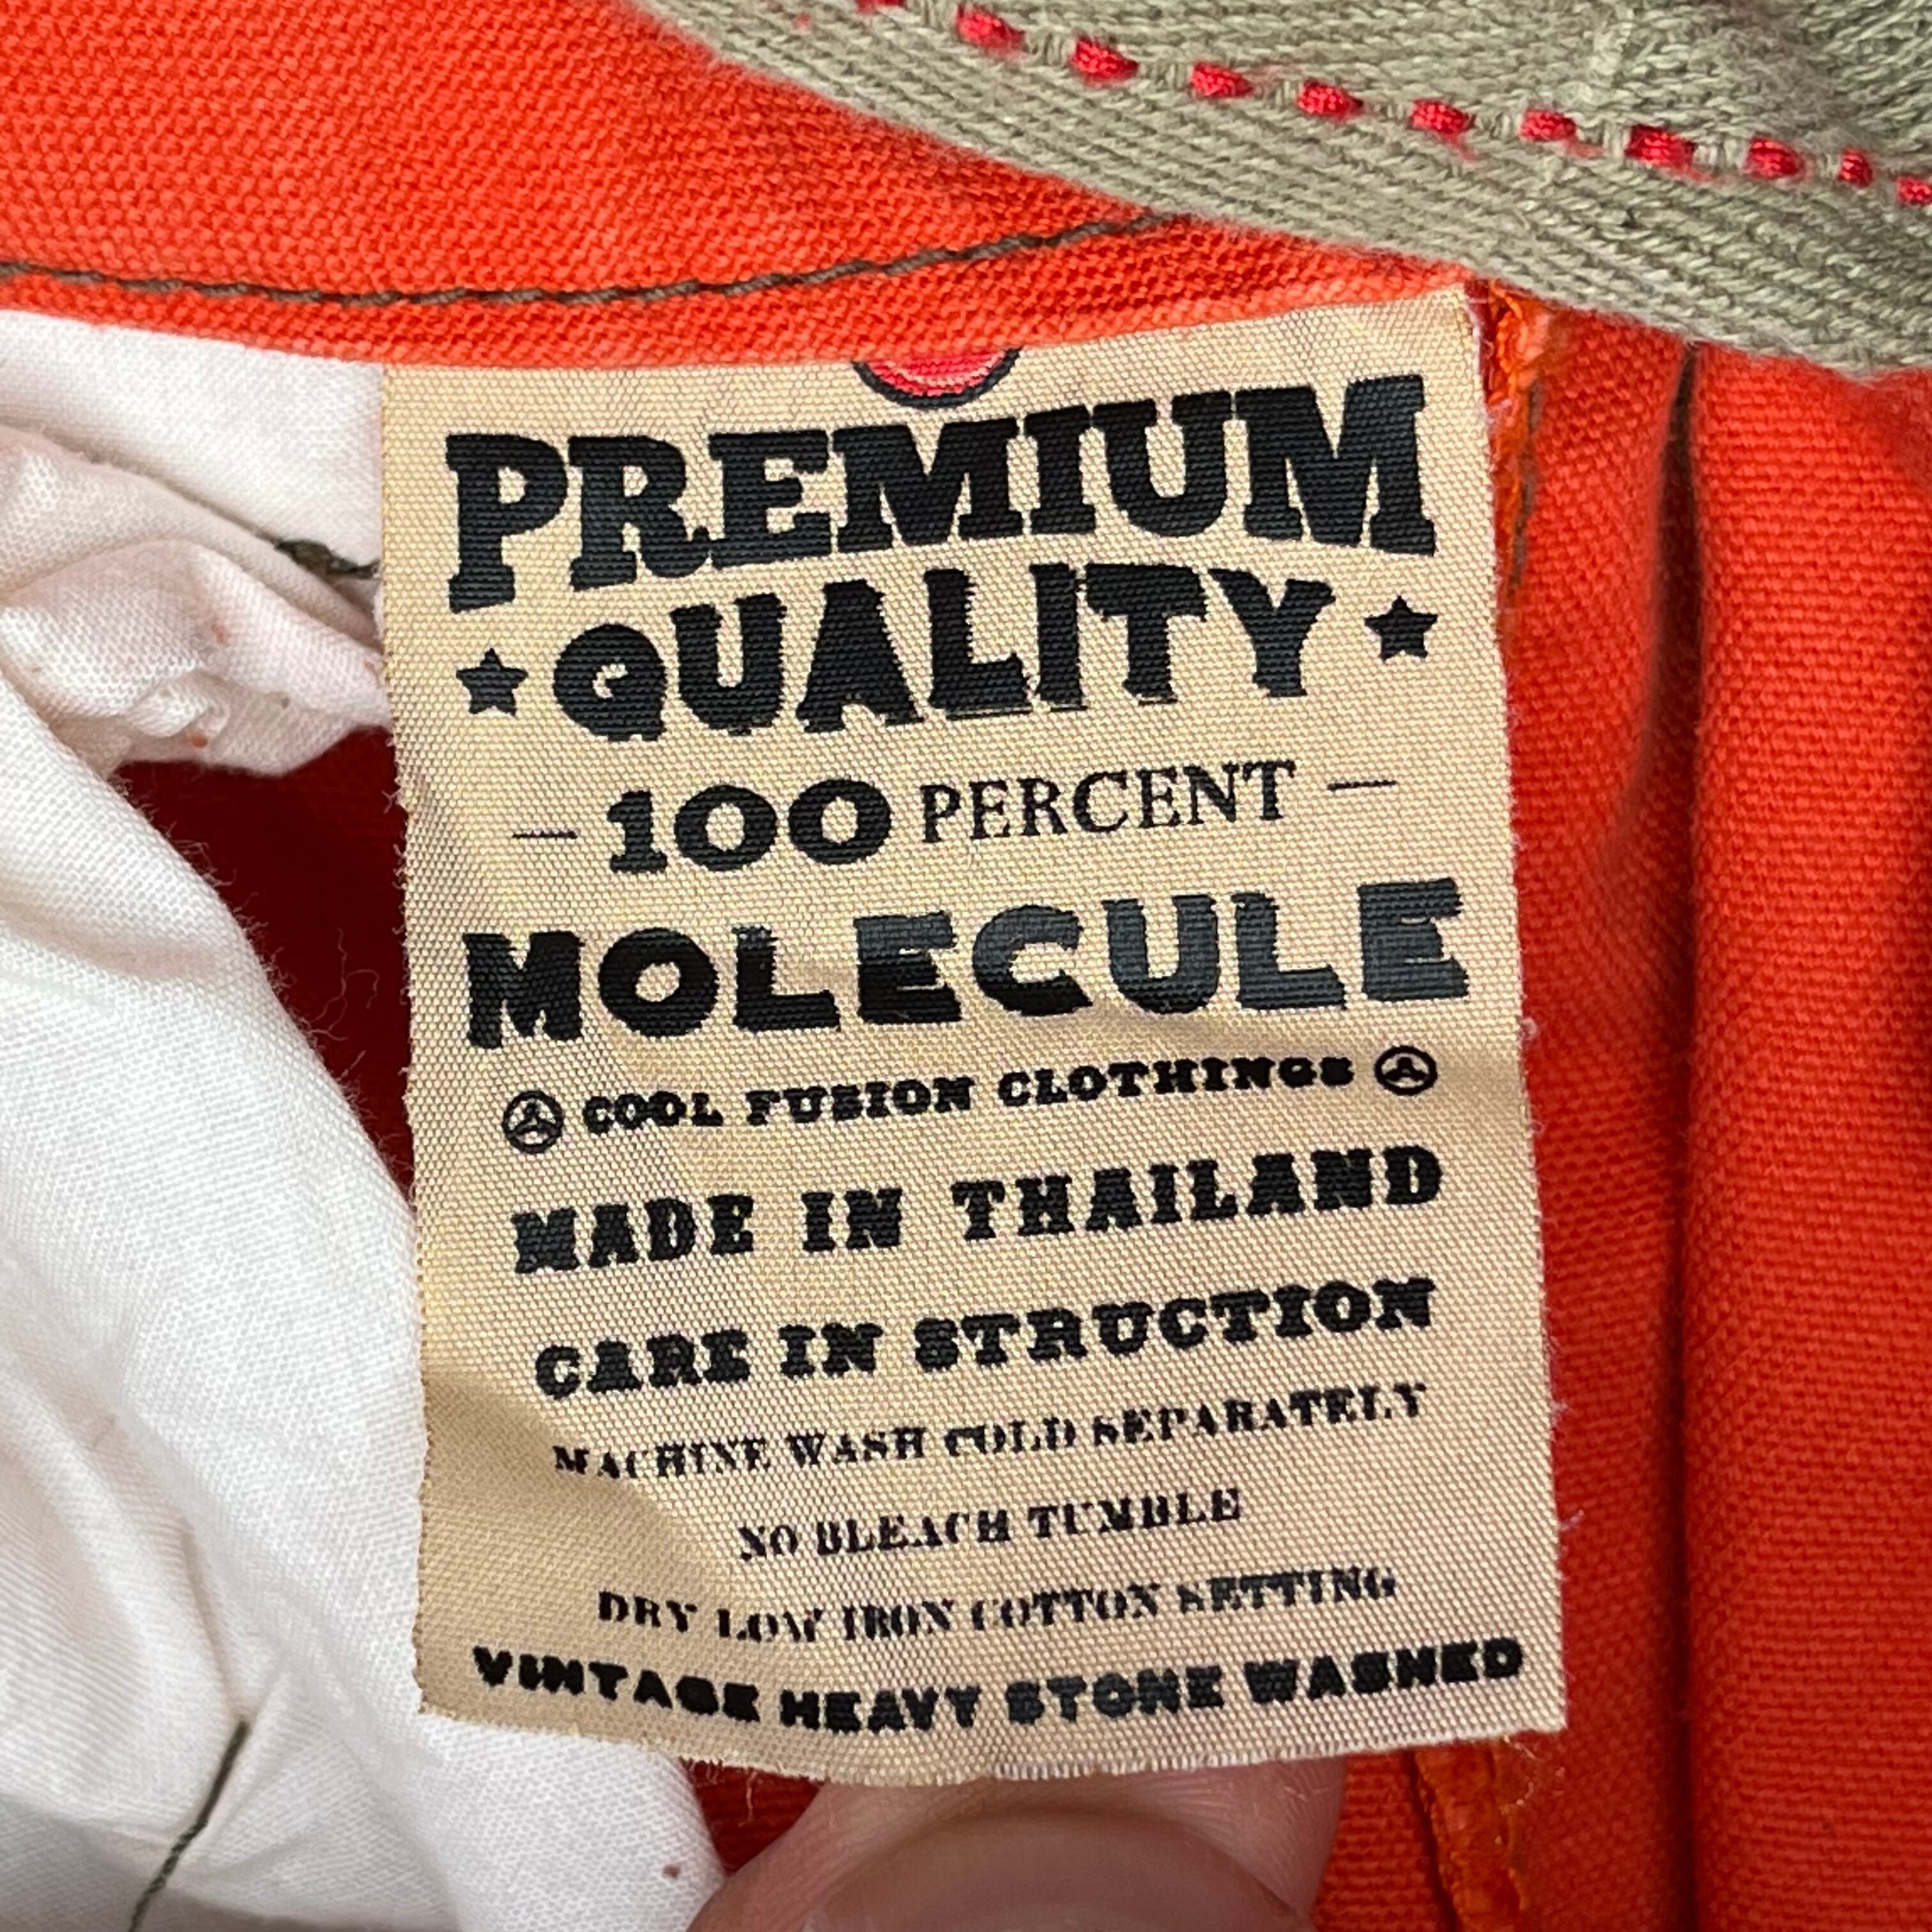 PREMIUM
QUALITY
100 PERCENT
MOLECULE
COOL FUSION CLOTHINGS
MADE IN THAILAND
CARE IN STRUCTION
MACHINE WASH COLD SEPARATELY
NO BLEACH TUMBLE
DRY LOW IRON COTTON SETTING
VINTAGE HEAVY STONE WASHED